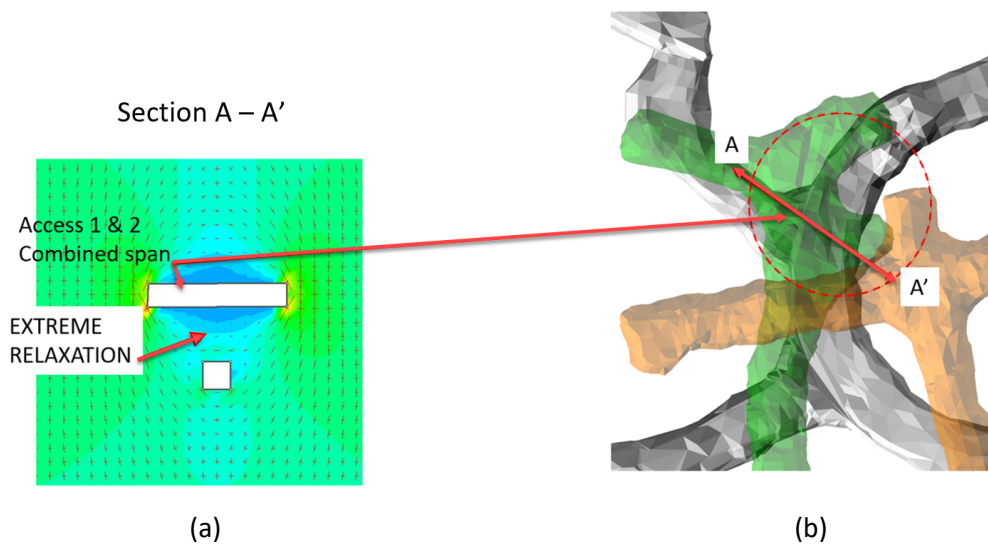 Section A – A’
Access 1 & 2
Combined span
EXTREME
RELAXATION
A
A’
(a)
(b)